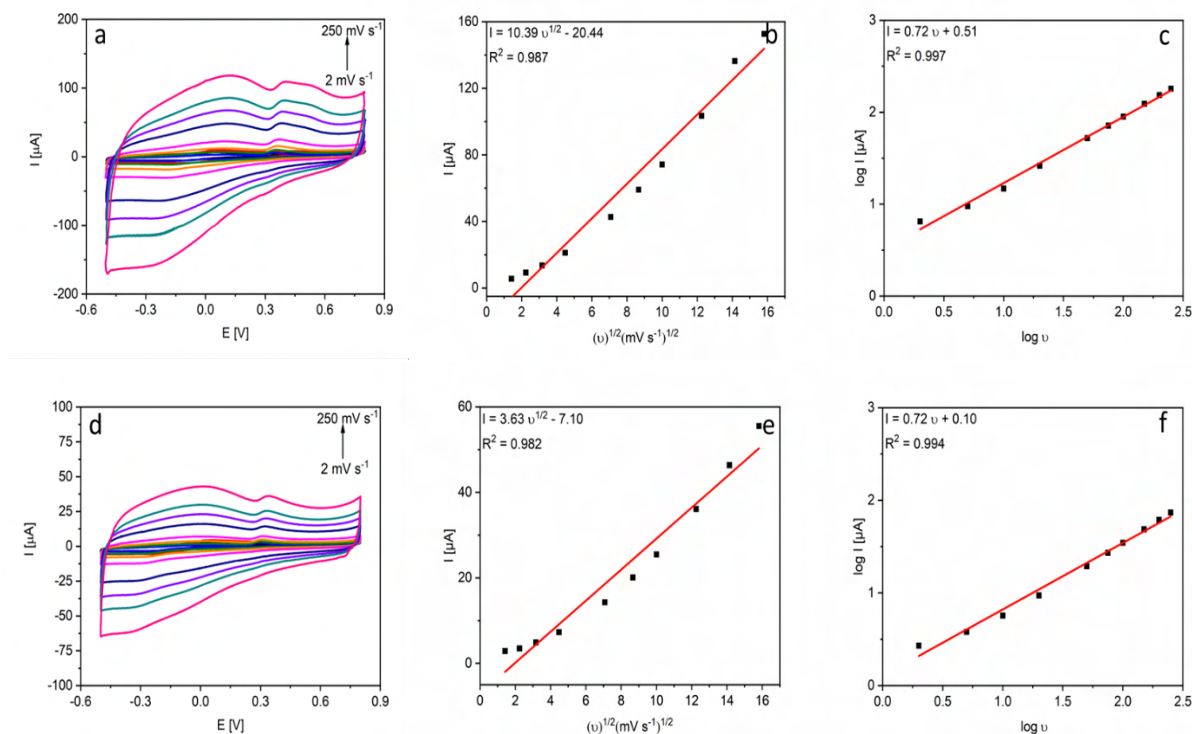 a
250 mV s⁻¹
2 mV s⁻¹
I [µA]
200
100
0
-100
-200
-0.6
-0.3
0.0
0.3
0.6
0.9
E [V]
b
I = 10.39 υ^1/2 - 20.44
R² = 0.987
I [µA]
160
120
80
40
0
0
2
4
6
8
10
12
14
16
(υ)^1/2(mV s⁻¹)^1/2
c
I = 0.72 υ + 0.51
R² = 0.997
log I [µA]
3
2
1
0
0.0
0.5
1.0
1.5
2.0
2.5
log υ
d
250 mV s⁻¹
2 mV s⁻¹
I [µA]
100
75
50
25
0
-25
-50
-75
-100
-0.6
-0.3
0.0
0.3
0.6
0.9
E [V]
e
I = 3.63 υ^1/2 - 7.10
R² = 0.982
I [µA]
60
40
20
0
0
2
4
6
8
10
12
14
16
(υ)^1/2(mV s⁻¹)^1/2
f
I = 0.72 υ + 0.10
R² = 0.994
log I [µA]
3
2
1
0
0.0
0.5
1.0
1.5
2.0
2.5
log υ